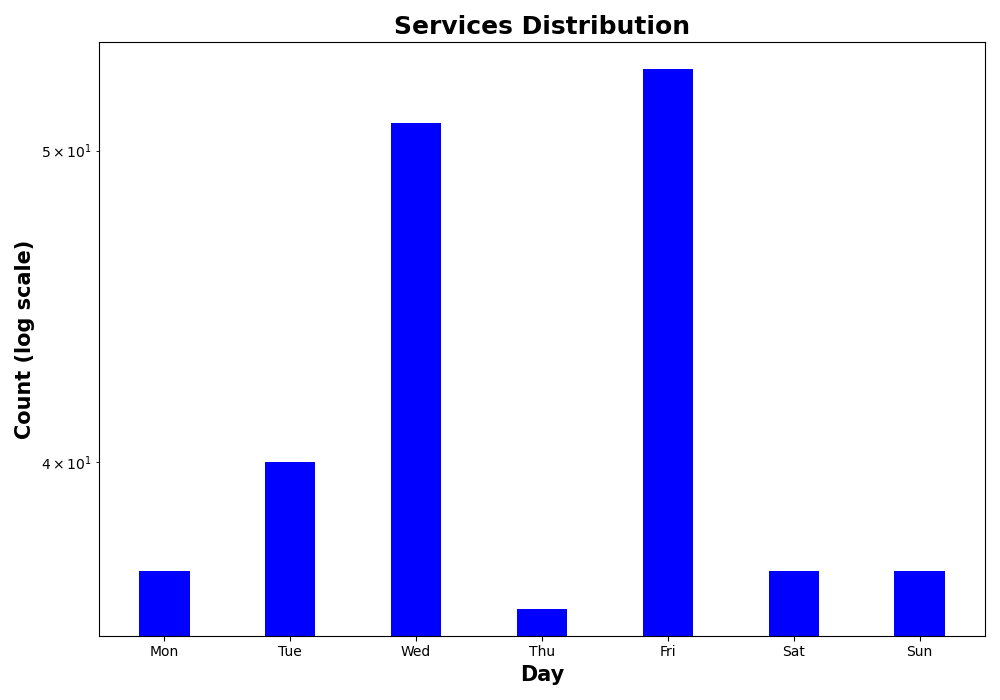 Services Distribution
Count (log scale)
5 × 10¹
4 × 10¹
Mon Tue Wed Thu Fri Sat Sun
Day